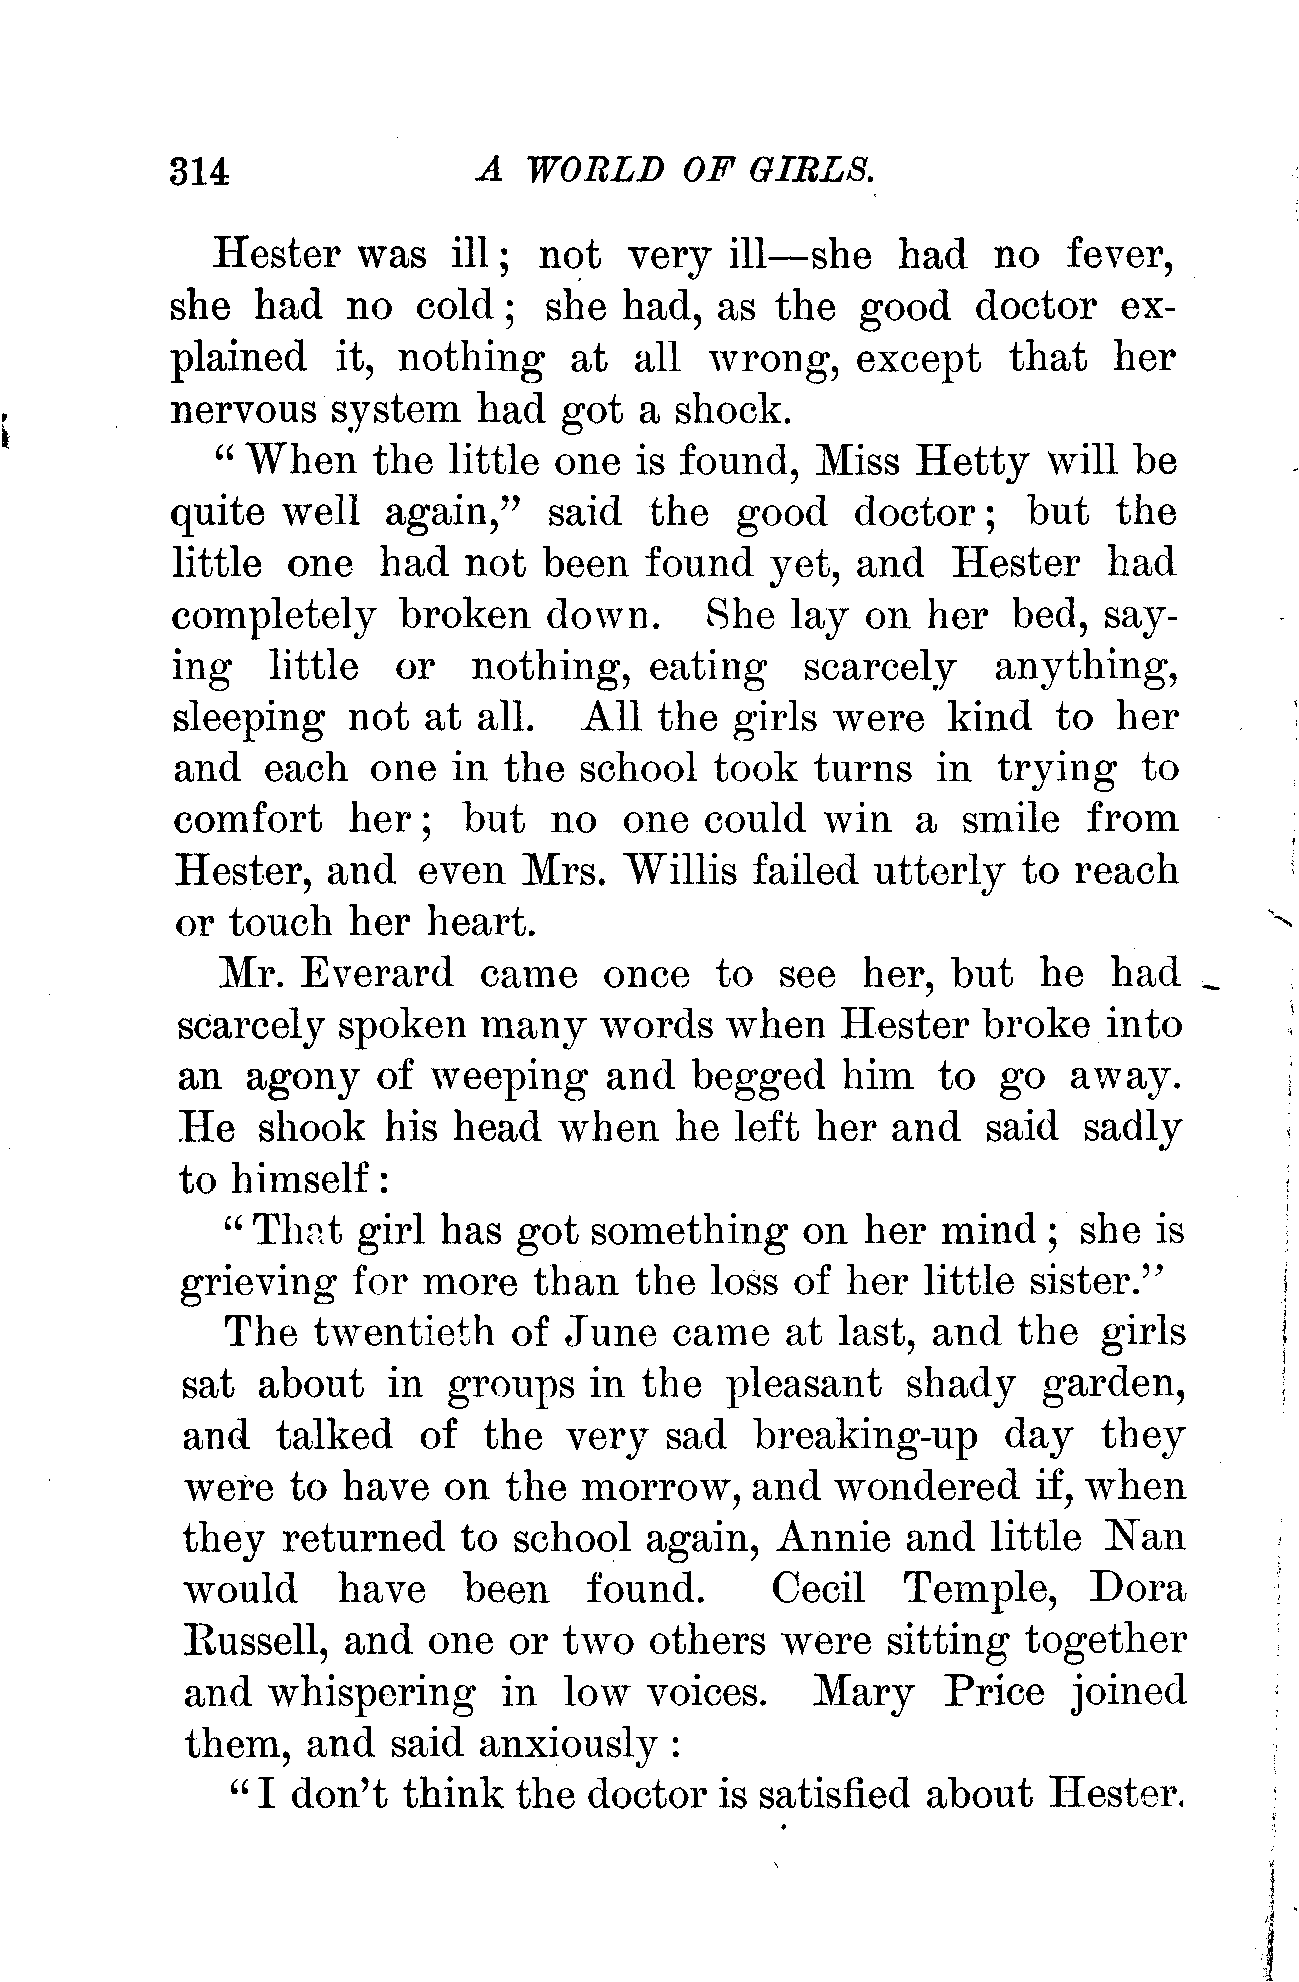 314 A WORLD OF GIRLS.
Hester was ill; not very ill—she had no fever,
she had no cold; she had, as the good doctor ex-
plained it, nothing at all wrong, except that her
nervous system had got a shock.
“When the little one is found, Miss Hetty will be
quite well again,” said the good doctor; but the
little one had not been found yet, and Hester had
completely broken down. She lay on her bed, say-
ing little or nothing, eating scarcely anything,
sleeping not at all. All the girls were kind to her
and each one in the school took turns in trying to
comfort her; but no one could win a smile from
Hester, and even Mrs. Willis failed utterly to reach
or touch her heart.
Mr. Everard came once to see her, but he had
scarcely spoken many words when Hester broke into
an agony of weeping and begged him to go away.
He shook his head when he left her and said sadly
to himself:
“That girl has got something on her mind; she is
grieving for more than the loss of her little sister.”
The twentieth of June came at last, and the girls
sat about in groups in the pleasant shady garden,
and talked of the very sad breaking-up day they
were to have on the morrow, and wondered if, when
they returned to school again, Annie and little Nan
would have been found. Cecil Temple, Dora
Russell, and one or two others were sitting together
and whispering in low voices. Mary Price joined
them, and said anxiously:
“I don’t think the doctor is satisfied about Hester.